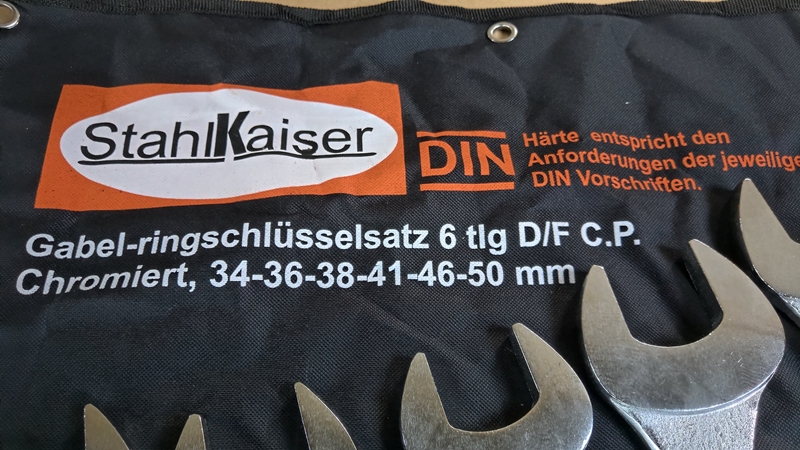 StahlKaiser
DIN
Härte entspricht den
Anforderungen der
DIN Vorschriften.
Gabel-ringschlüsselsatz 6 tlg D/F C.P.
Chromiert, 34-36-38-41-46-50 mm